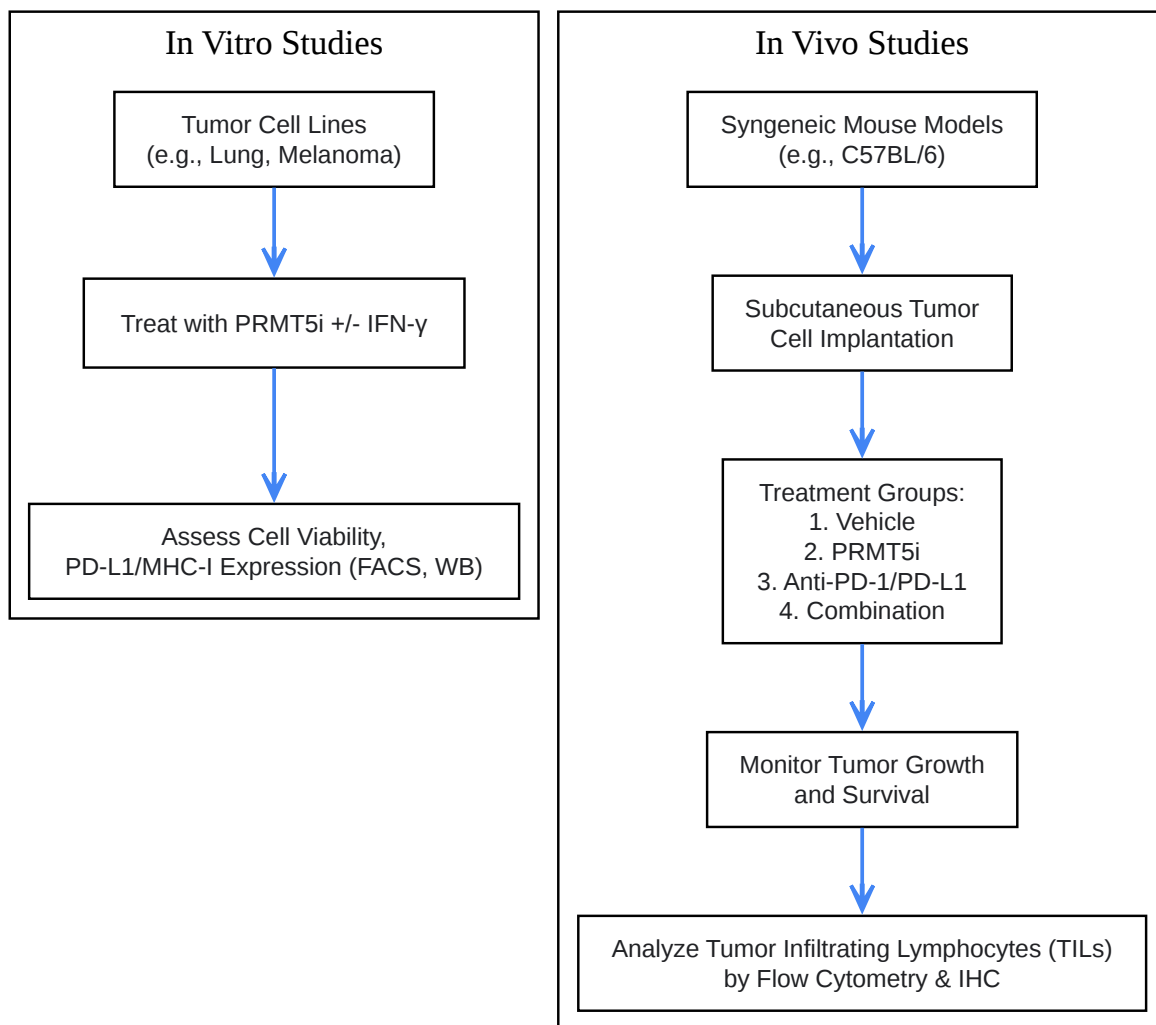 In Vitro Studies
Tumor Cell Lines
(e.g., Lung, Melanoma)
Treat with PRMT5i +/- IFN-γ
Assess Cell Viability,
PD-L1/MHC-I Expression (FACS, WB)
In Vivo Studies
Syngeneic Mouse Models
(e.g., C57BL/6)
Subcutaneous Tumor
Cell Implantation
Treatment Groups:
1. Vehicle
2. PRMT5i
3. Anti-PD-1/PD-L1
4. Combination
Monitor Tumor Growth
and Survival
Analyze Tumor Infiltrating Lymphocytes (TILs)
by Flow Cytometry & IHC